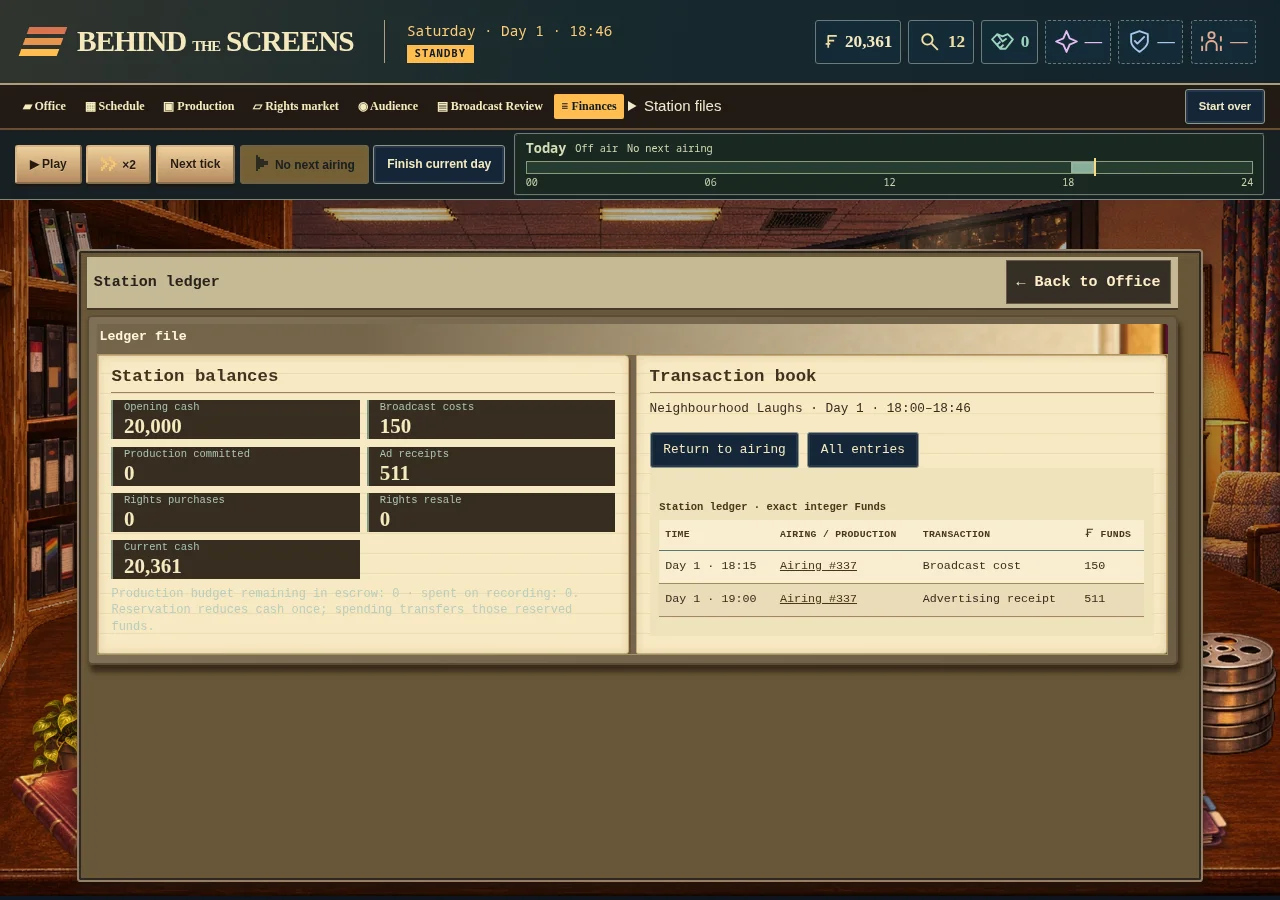 BEHIND THE SCREENS
Saturday · Day 1 · 18:46
STANDBY
₣ 20,361
12
0
—
—
—
Office
Schedule
Production
Rights market
Audience
Broadcast Review
≡ Finances
▶ Station files
Start over
▶ Play
×2
Next tick
No next airing
Finish current day
Today Off air No next airing
00 06 12 18 24
Station ledger
← Back to Office
Ledger file
Station balances
Opening cash
20,000
Broadcast costs
150
Production committed
0
Ad receipts
511
Rights purchases
0
Rights resale
0
Current cash
20,361
Production budget remaining in escrow: 0 · spent on recording: 0.
Reservation reduces cash once; spending transfers those reserved
funds.
Transaction book
Neighbourhood Laughs · Day 1 · 18:00–18:46
Return to airing
All entries
Station ledger · exact integer Funds
TIME AIRING / PRODUCTION TRANSACTION ₣ FUNDS
Day 1 · 18:15 Airing #337 Broadcast cost 150
Day 1 · 19:00 Airing #337 Advertising receipt 511